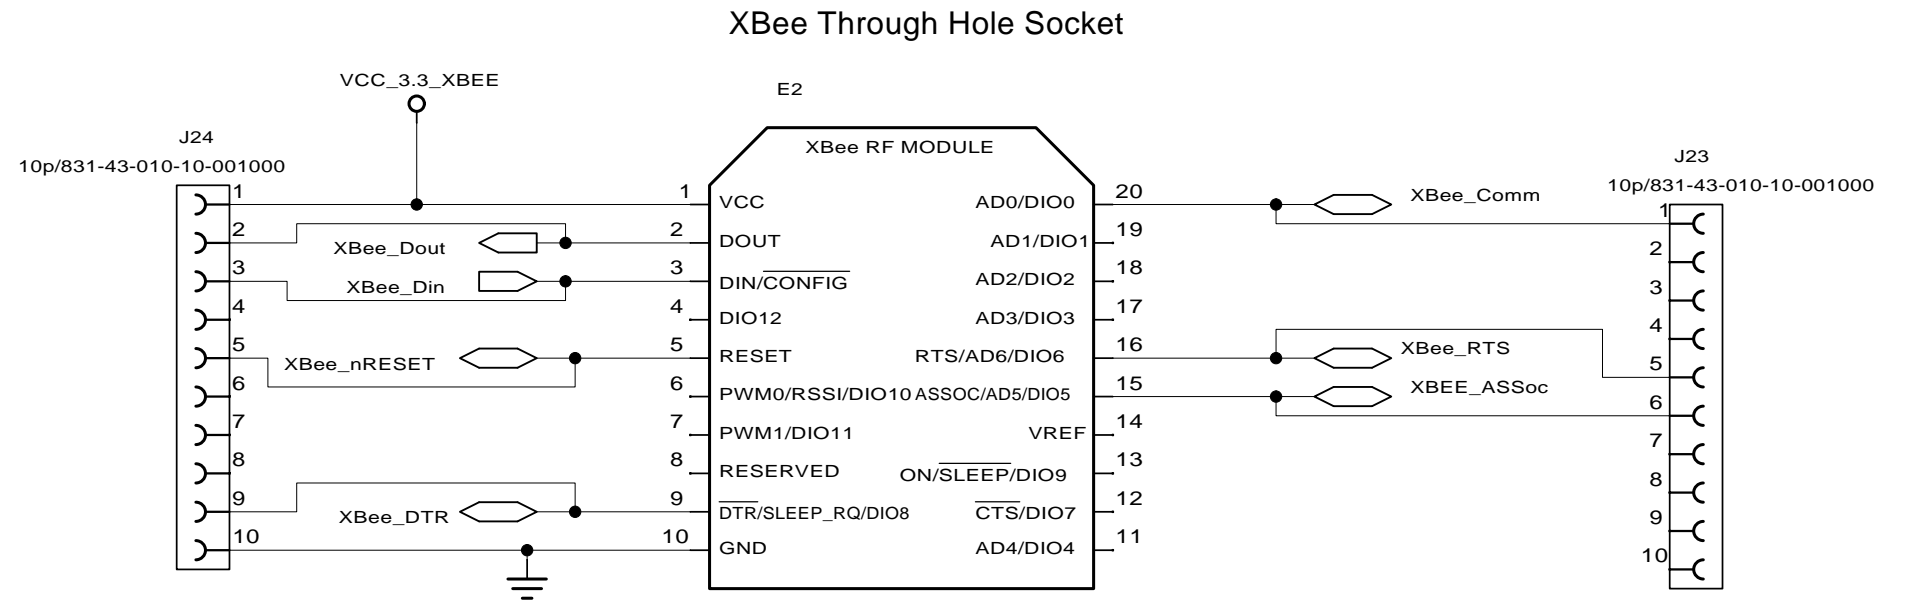 XBee Through Hole Socket
VCC_3.3_XBEE
E2
J24
10p/831-43-010-10-001000
XBee RF MODULE
J23
10p/831-43-010-10-001000
1 1 VCC AD0/DIO0 20 XBee_Comm 1
2 XBee_Dout 2 DOUT AD1/DIO1 19 2
3 XBee_Din 3 DIN/CONFIG AD2/DIO2 18 3
4 4 DIO12 AD3/DIO3 17 4
5 XBee_nRESET 5 RESET RTS/AD6/DIO6 16 XBee_RTS 5
6 6 PWM0/RSSI/DIO10 ASSOC/AD5/DIO5 15 XBEE_ASSoc 6
7 7 PWM1/DIO11 VREF 14 7
8 8 RESERVED ON/SLEEP/DIO9 13 8
9 XBee_DTR 9 DTR/SLEEP_RQ/DIO8 CTS/DIO7 12 9
10 10 GND AD4/DIO4 11 10